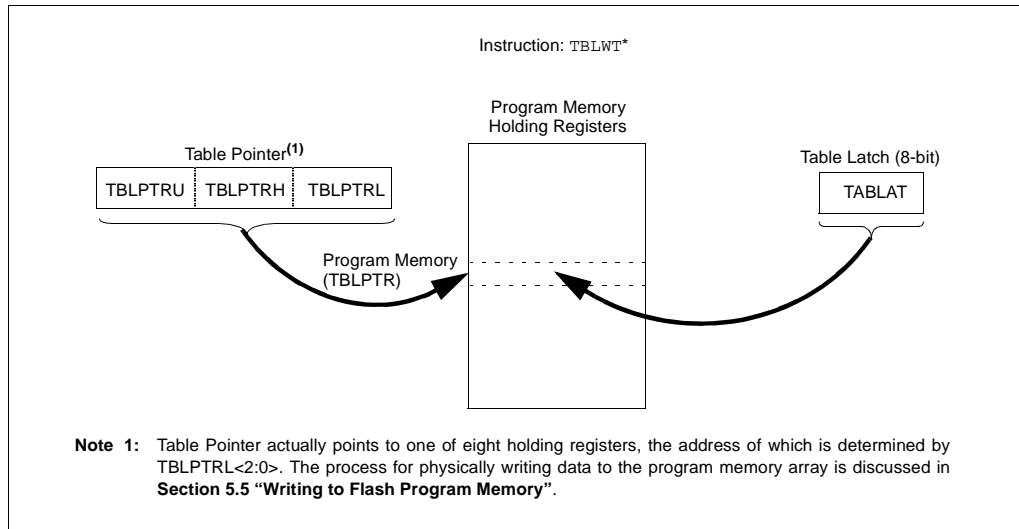 Instruction: TBLWT*
Program Memory
Holding Registers
Table Pointer(1)
Table Latch (8-bit)
TBLPTRU TBLPTRH TBLPTRL
TABLAT
Program Memory
(TBLPTR)
Note 1: Table Pointer actually points to one of eight holding registers, the address of which is determined by
TBLPTRL<2:0>. The process for physically writing data to the program memory array is discussed in
Section 5.5 “Writing to Flash Program Memory”.